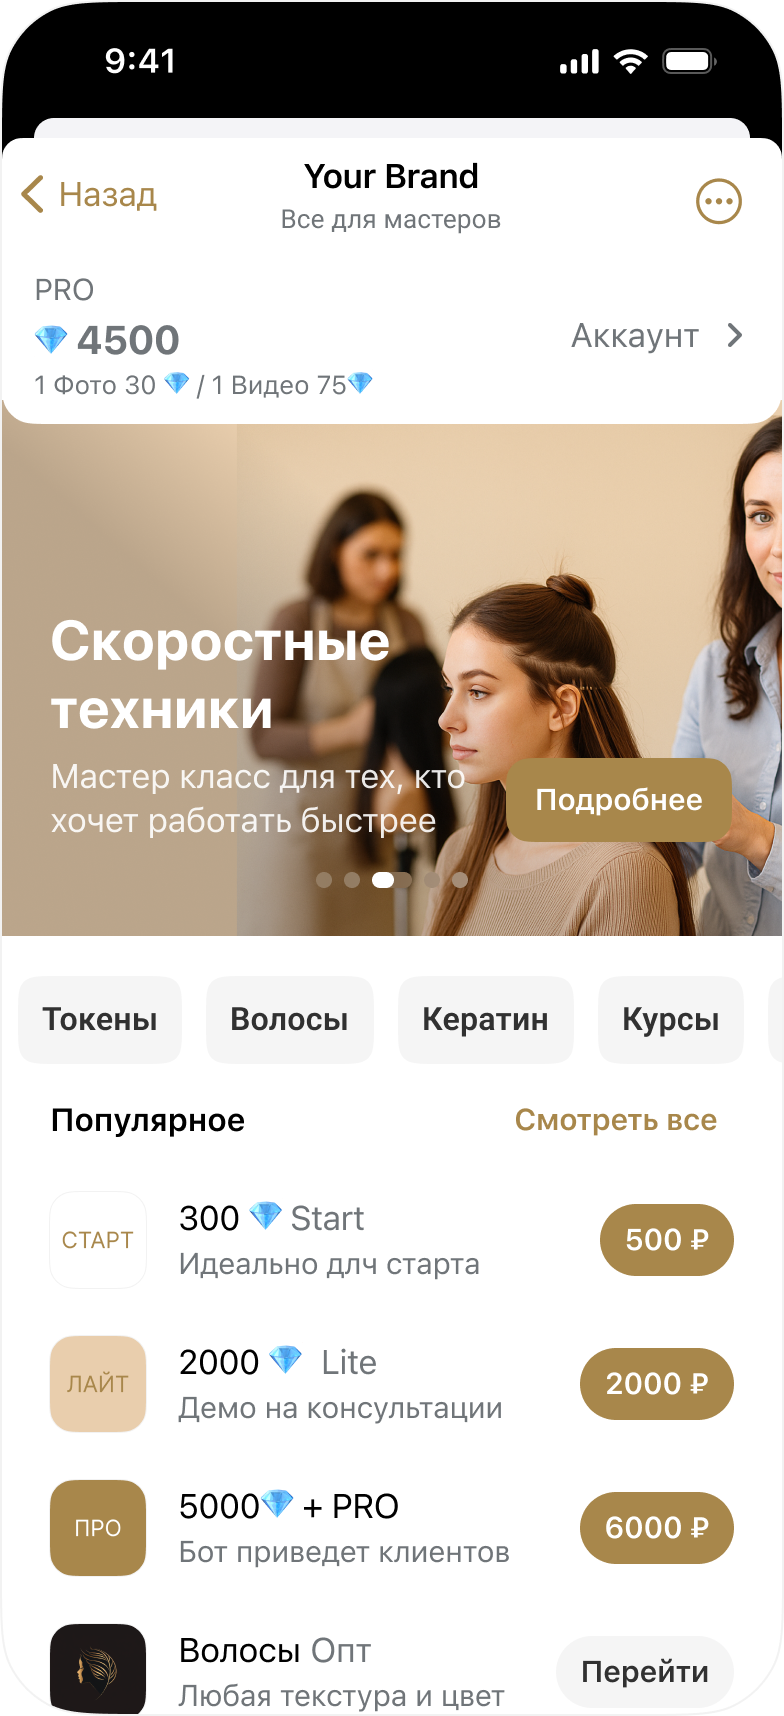 9:41
Назад
Your Brand
Все для мастеров
PRO
💎 4500
Аккаунт
1 Фото 30 💎 / 1 Видео 75💎
Скоростные
техники
Мастер класс для тех, кто
хочет работать быстрее
Подробнее
Токены
Волосы
Кератин
Курсы
Популярное
Смотреть все
СТАРТ
300 💎 Start
Идеально длч старта
500 ₽
ЛАЙТ
2000 💎 Lite
Демо на консультации
2000 ₽
ПРО
5000💎 + PRO
Бот приведет клиентов
6000 ₽
Волосы Опт
Любая текстура и цвет
Перейти